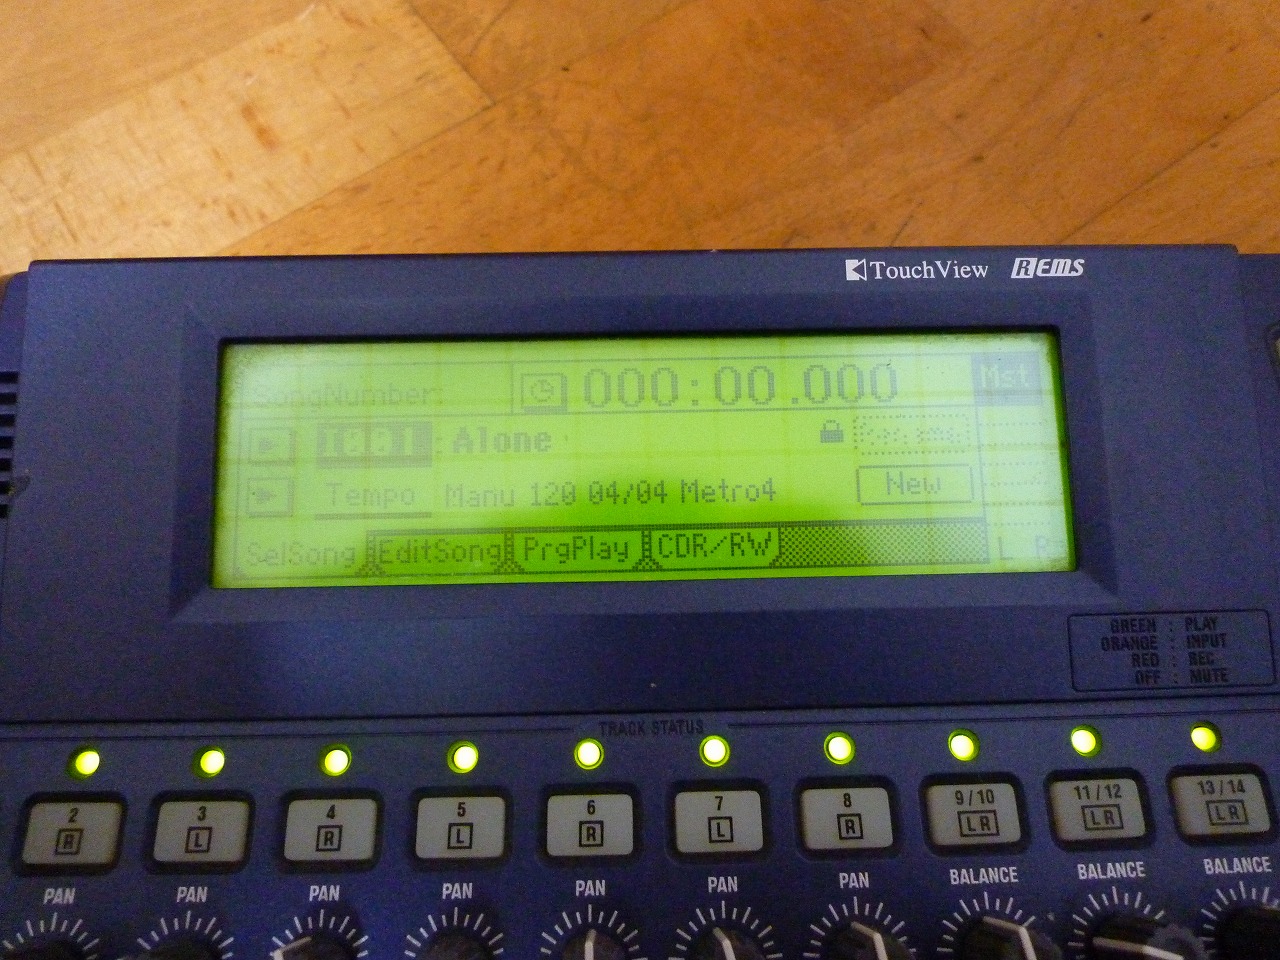 TouchView REMS
SongNumber: 000:00.000 Mst
: Alone
Tempo Manu 120 04/04 Metro4 New
SelSong EditSong PrgPlay CDR/RW L R
GREEN : PLAY
ORANGE : INPUT
RED : REC
OFF : MUTE
TRACK STATUS
2 3 4 5 6 7 8 9/10 11/12 13/14
R L R L R L R LR LR LR
PAN PAN PAN PAN PAN PAN PAN BALANCE BALANCE BALANCE